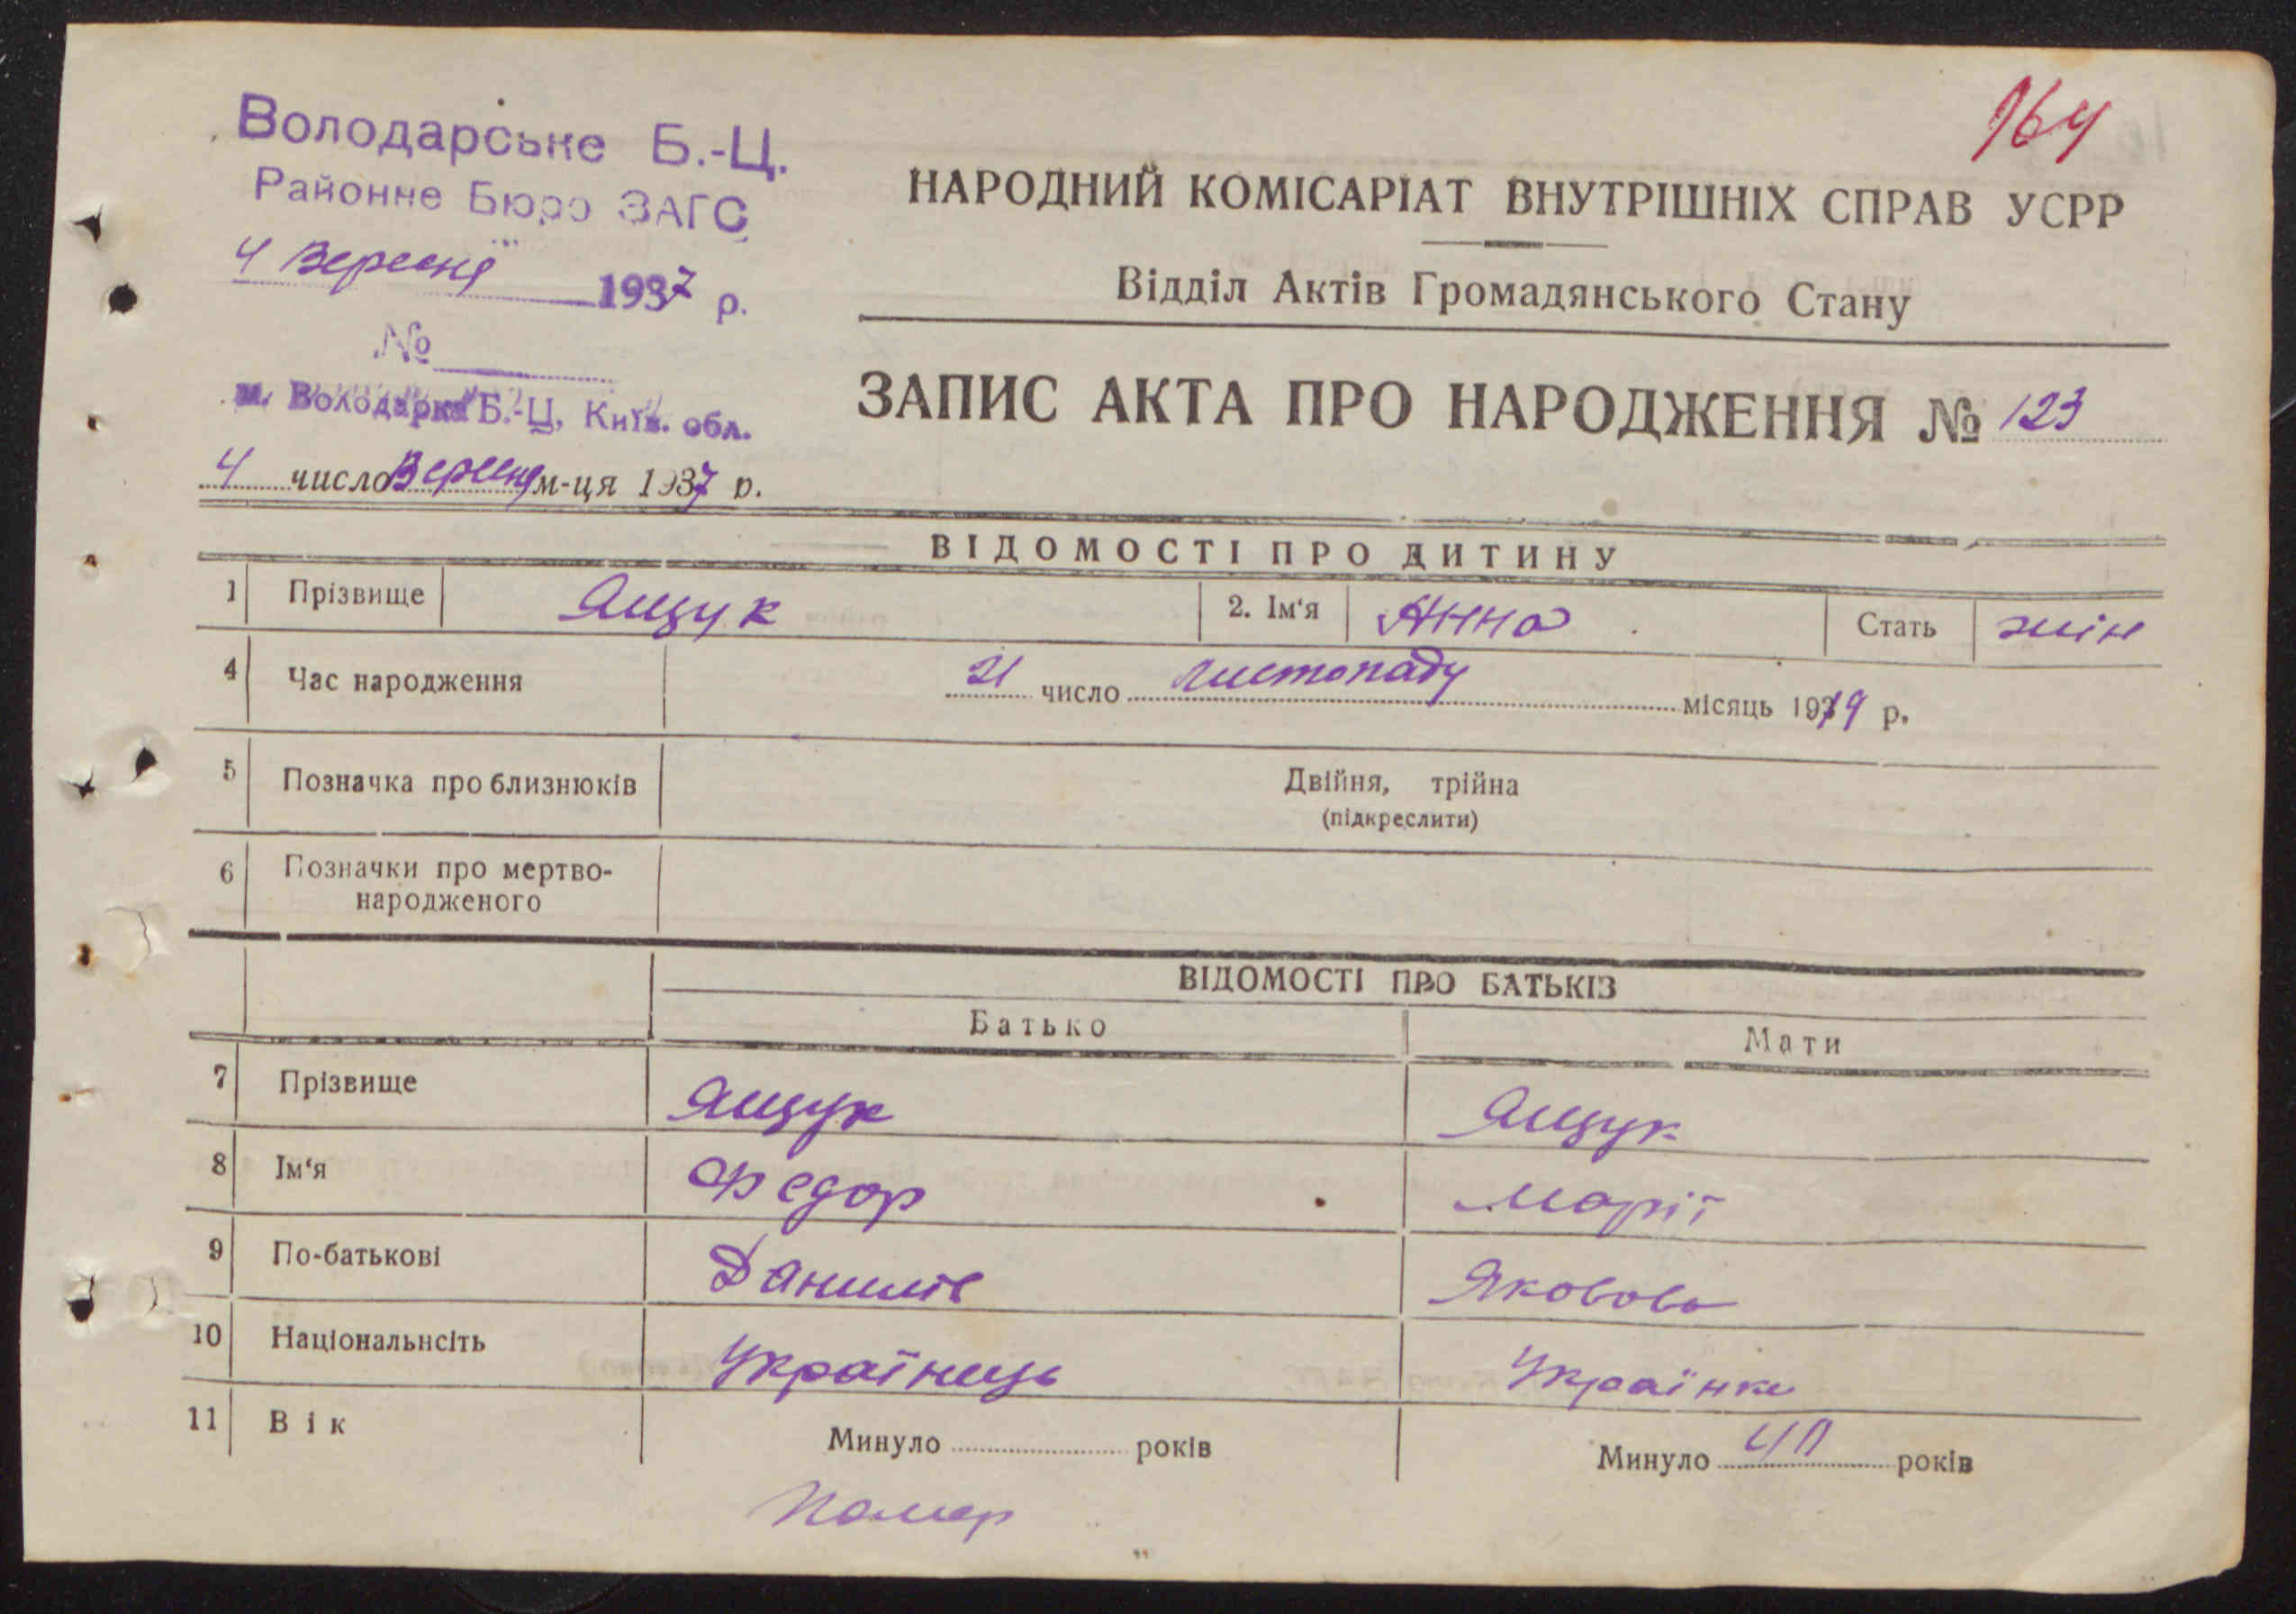 164
Володарське Б.-Ц.
Районне Бюро ЗАГС
4 Вересня 1937 р.
№
м. Володарка Б.-Ц, Київ. обл.
4 число Вересня м-ця 1937 р.
НАРОДНИЙ КОМІСАРІАТ ВНУТРІШНІХ СПРАВ УСРР
Відділ Актів Громадянського Стану
ЗАПИС АКТА ПРО НАРОДЖЕННЯ № 123
ВІДОМОСТІ ПРО ДИТИНУ
1 Прізвище Ящук 2. Ім'я Анна Стать жін
4 Час народження 21 число листопаду місяць 1919 р.
5 Позначка про близнюків Двійня, трійна
(підкреслити)
6 Позначки про мертво-
народженого
ВІДОМОСТІ ПРО БАТЬКІВ
Батько Мати
7 Прізвище Ящук Ящук
8 Ім'я Федор Марії
9 По-батькові Данилів Яковова
10 Національнсіть Українець Українка
11 Вік Минуло років Минуло 40 років
Помер